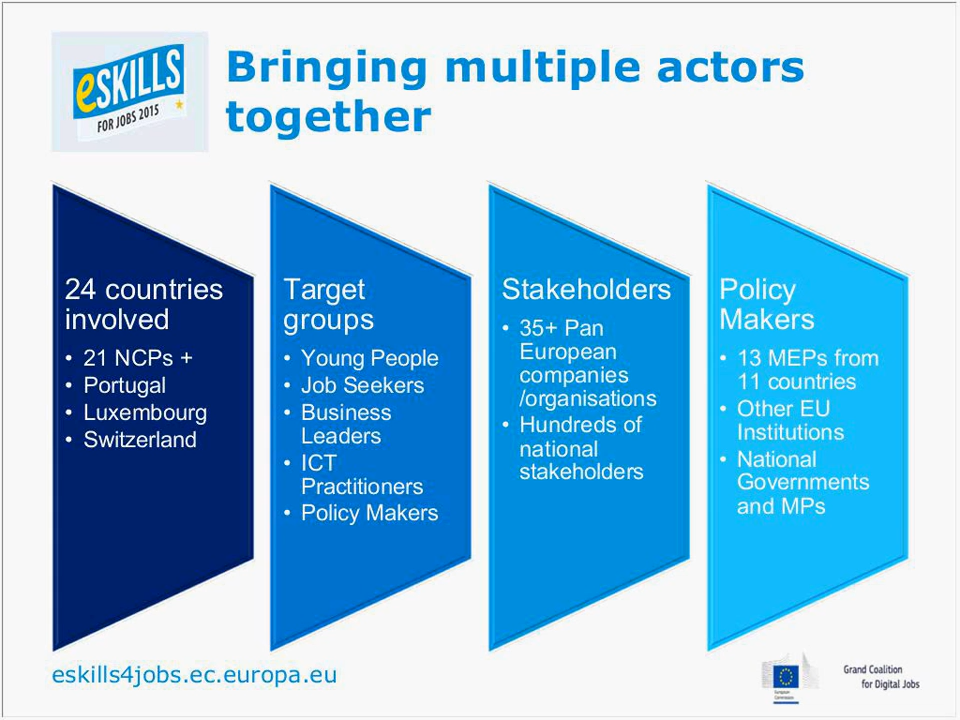 eSKILLS
FOR JOBS 2015
Bringing multiple actors
together
24 countries
involved
• 21 NCPs +
• Portugal
• Luxembourg
• Switzerland
Target
groups
• Young People
• Job Seekers
• Business
Leaders
• ICT
Practitioners
• Policy Makers
Stakeholders
• 35+ Pan
European
companies
/organisations
• Hundreds of
national
stakeholders
Policy
Makers
• 13 MEPs from
11 countries
• Other EU
Institutions
• National
Governments
and MPs
eskills4jobs.ec.europa.eu
European
Commission
Grand Coalition
for Digital Jobs